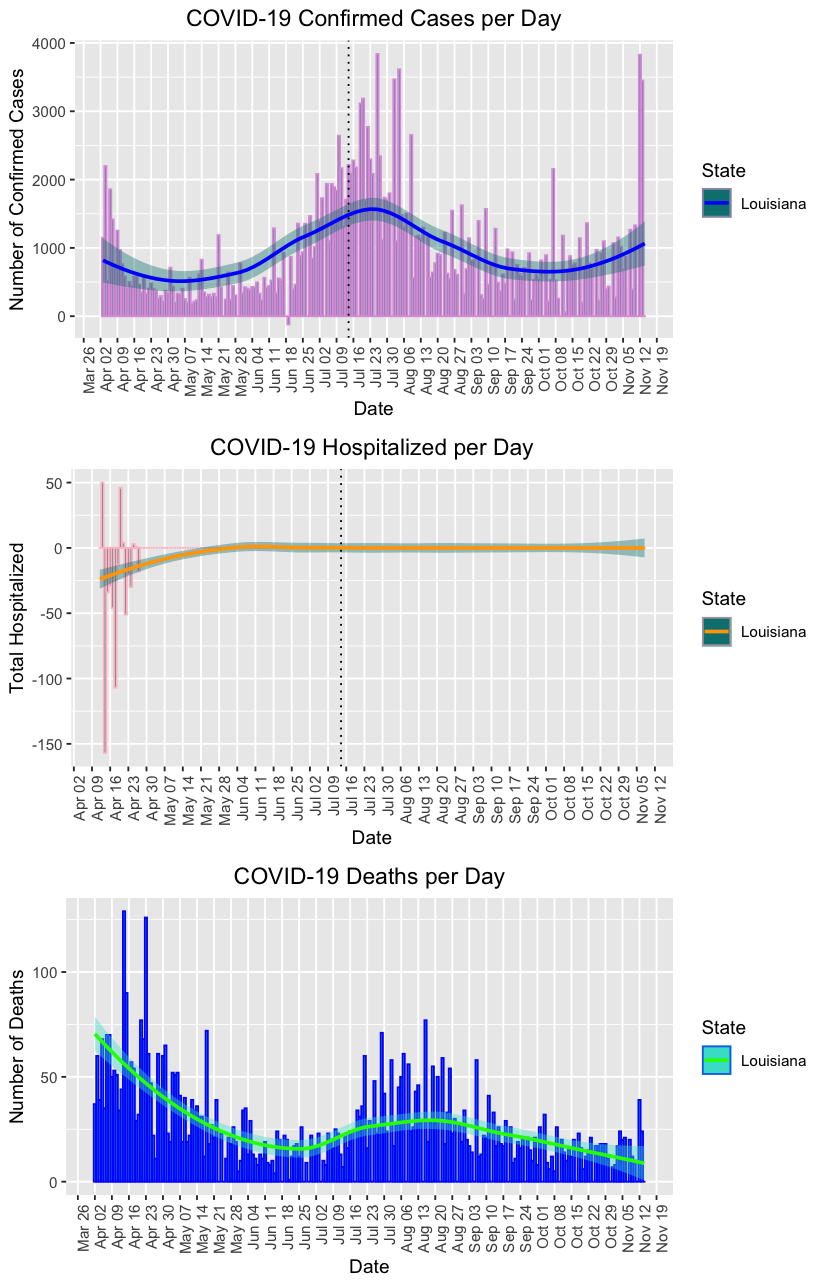 COVID-19 Confirmed Cases per Day
Number of Confirmed Cases
4000
3000
2000
1000
0
Mar 26
Apr 02
Apr 09
Apr 16
Apr 23
Apr 30
May 07
May 14
May 21
May 28
Jun 04
Jun 11
Jun 18
Jun 25
Jul 02
Jul 09
Jul 16
Jul 23
Jul 30
Aug 06
Aug 13
Aug 20
Aug 27
Sep 03
Sep 10
Sep 17
Sep 24
Oct 01
Oct 08
Oct 15
Oct 22
Oct 29
Nov 05
Nov 12
Nov 19
Date
State
Louisiana
COVID-19 Hospitalized per Day
Total Hospitalized
50
0
-50
-100
-150
Apr 02
Apr 09
Apr 16
Apr 23
Apr 30
May 07
May 14
May 21
May 28
Jun 04
Jun 11
Jun 18
Jun 25
Jul 02
Jul 09
Jul 16
Jul 23
Jul 30
Aug 06
Aug 13
Aug 20
Aug 27
Sep 03
Sep 10
Sep 17
Sep 24
Oct 01
Oct 08
Oct 15
Oct 22
Oct 29
Nov 05
Nov 12
Date
State
Louisiana
COVID-19 Deaths per Day
Number of Deaths
100
50
0
Mar 26
Apr 02
Apr 09
Apr 16
Apr 23
Apr 30
May 07
May 14
May 21
May 28
Jun 04
Jun 11
Jun 18
Jun 25
Jul 02
Jul 09
Jul 16
Jul 23
Jul 30
Aug 06
Aug 13
Aug 20
Aug 27
Sep 03
Sep 10
Sep 17
Sep 24
Oct 01
Oct 08
Oct 15
Oct 22
Oct 29
Nov 05
Nov 12
Nov 19
Date
State
Louisiana